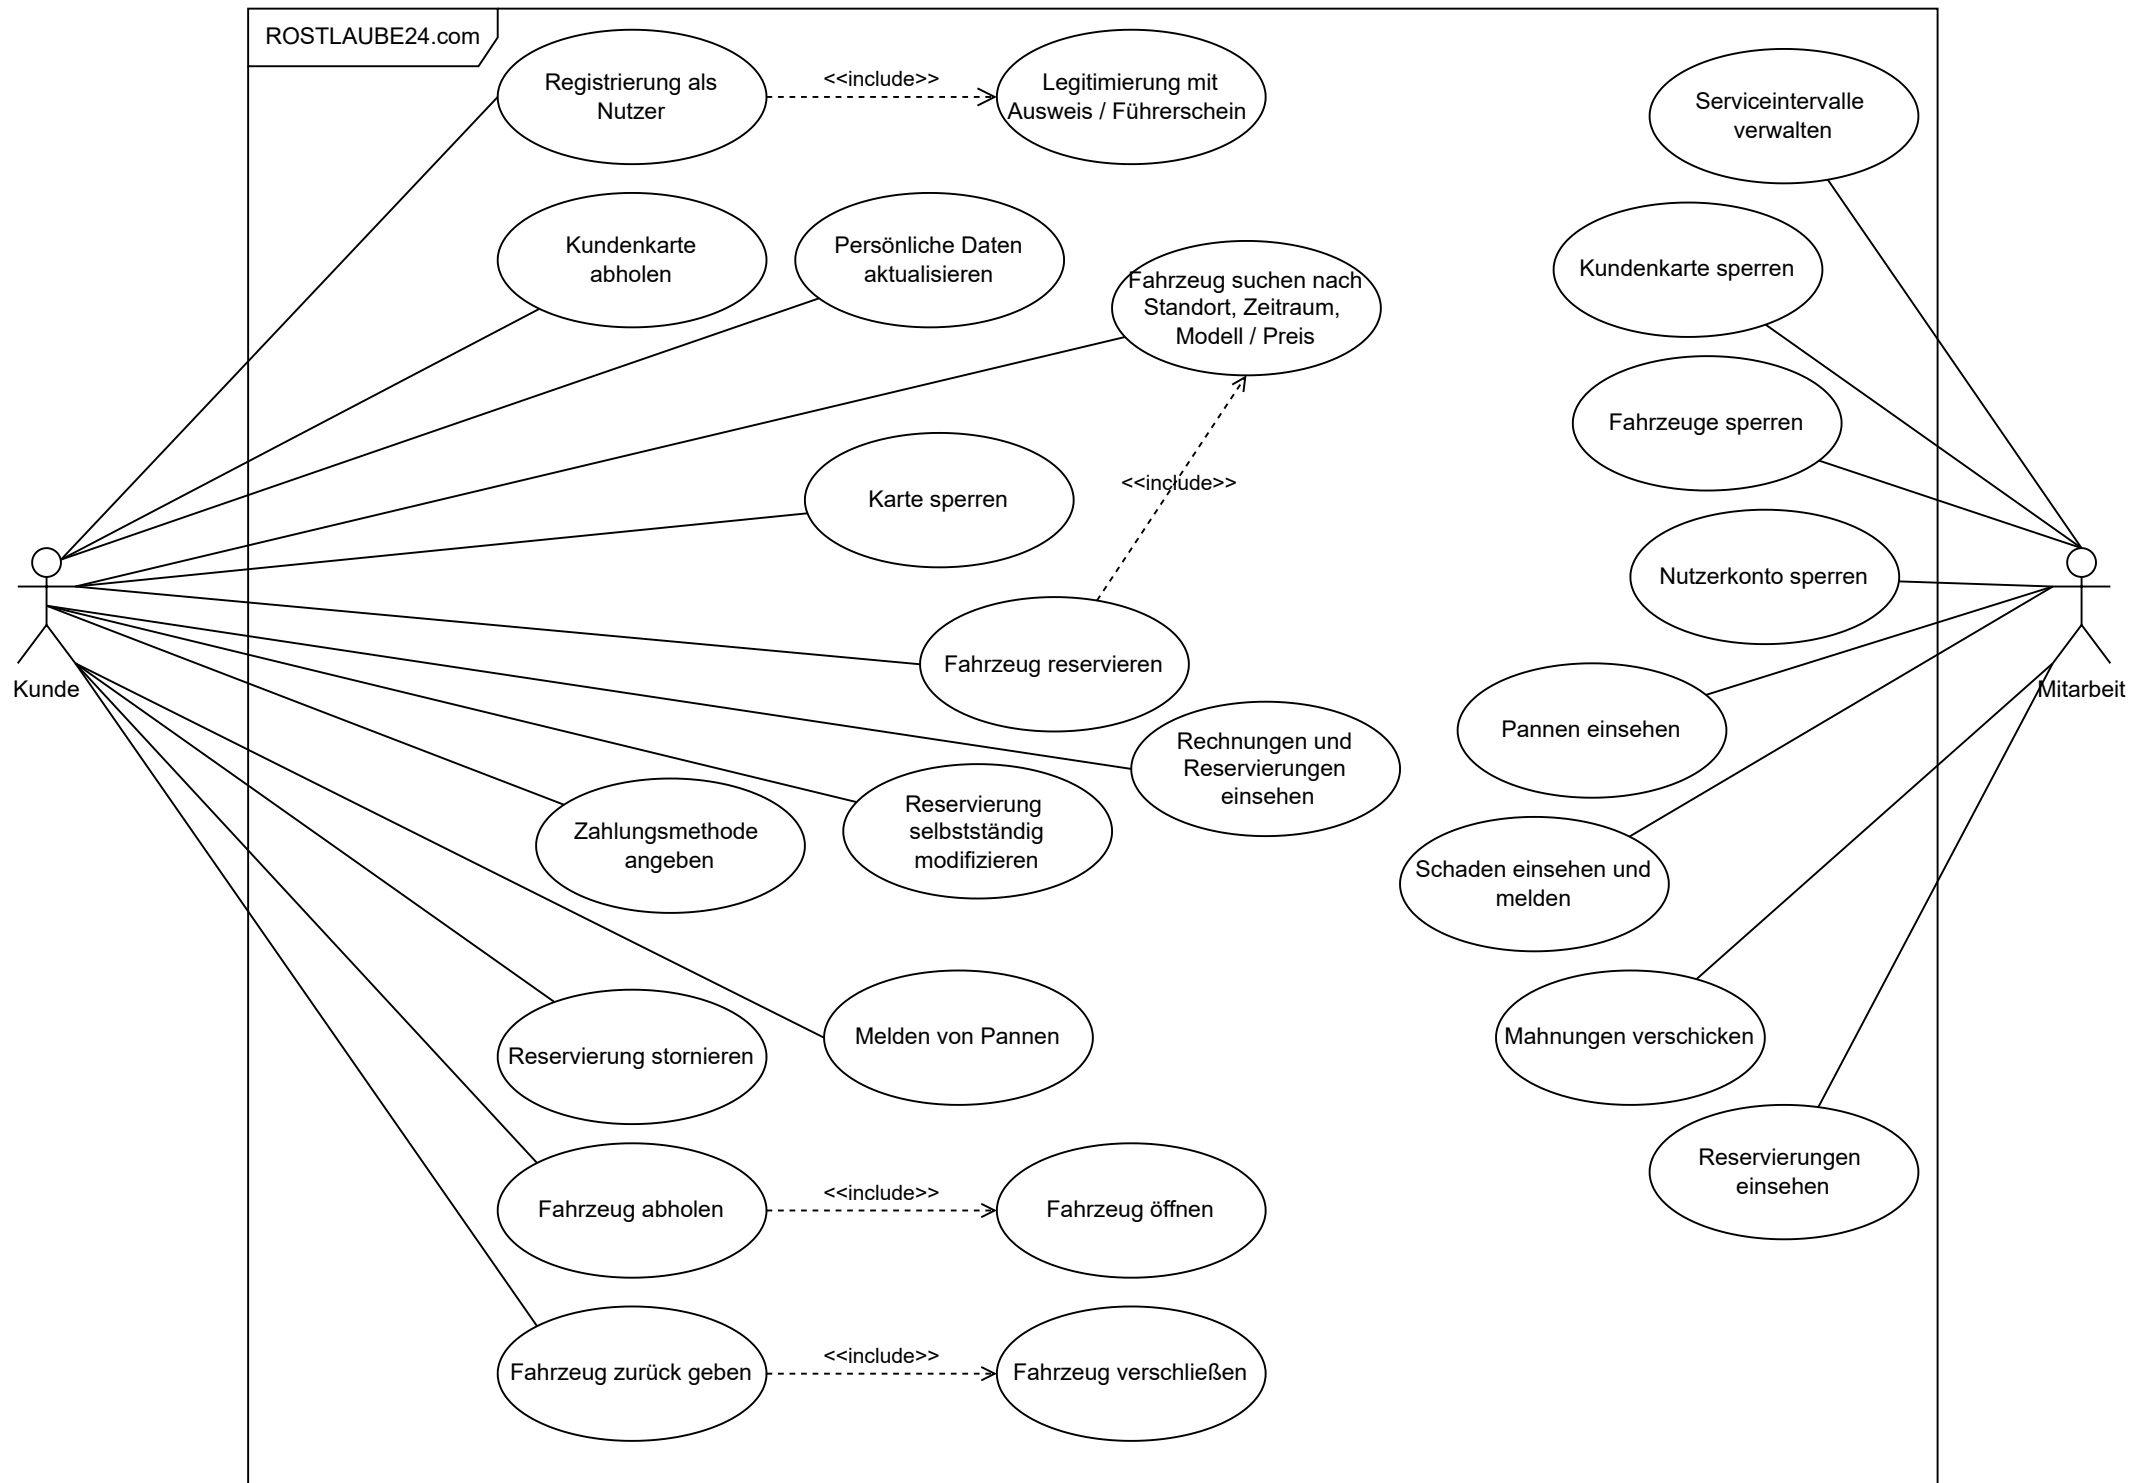 ROSTLAUBE24.com
Registrierung als
Nutzer
<<include>>
Legitimierung mit
Ausweis / Führerschein
Serviceintervalle
verwalten
Kundenkarte
abholen
Persönliche Daten
aktualisieren
Fahrzeug suchen nach
Standort, Zeitraum,
Modell / Preis
Kundenkarte sperren
Fahrzeuge sperren
Karte sperren
<<include>>
Nutzerkonto sperren
Fahrzeug reservieren
Kunde
Mitarbeit
Pannen einsehen
Rechnungen und
Reservierungen
einsehen
Zahlungsmethode
angeben
Reservierung
selbstständig
modifizieren
Schaden einsehen und
melden
Reservierung stornieren
Melden von Pannen
Mahnungen verschicken
Reservierungen
einsehen
Fahrzeug abholen
<<include>>
Fahrzeug öffnen
Fahrzeug zurück geben
<<include>>
Fahrzeug verschließen